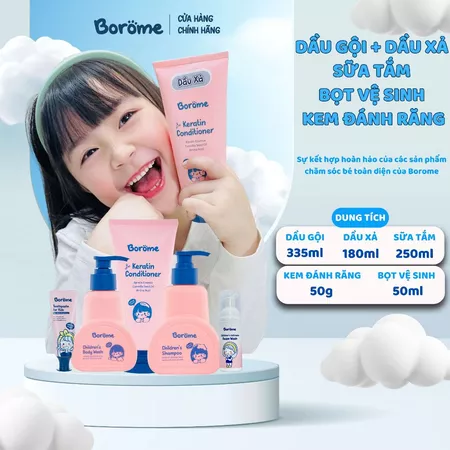 Borome
CỬA HÀNG
CHÍNH HÃNG
DẦU GỘI + DẦU XẢ
SỮA TẮM
BỌT VỆ SINH
KEM ĐÁNH RĂNG
Sự kết hợp hoàn hảo của các sản phẩm
chăm sóc bé toàn diện của Borome
DUNG TÍCH
DẦU GỘI
335ml
DẦU XẢ
180ml
SỮA TẮM
250ml
KEM ĐÁNH RĂNG
50g
BỌT VỆ SINH
50ml
Dầu Xả
Borome
Keratin
Conditioner
Borome
Keratin
Conditioner
Borome
Borome
Children's
Body Wash
Borome
Children's
Shampoo
Borome